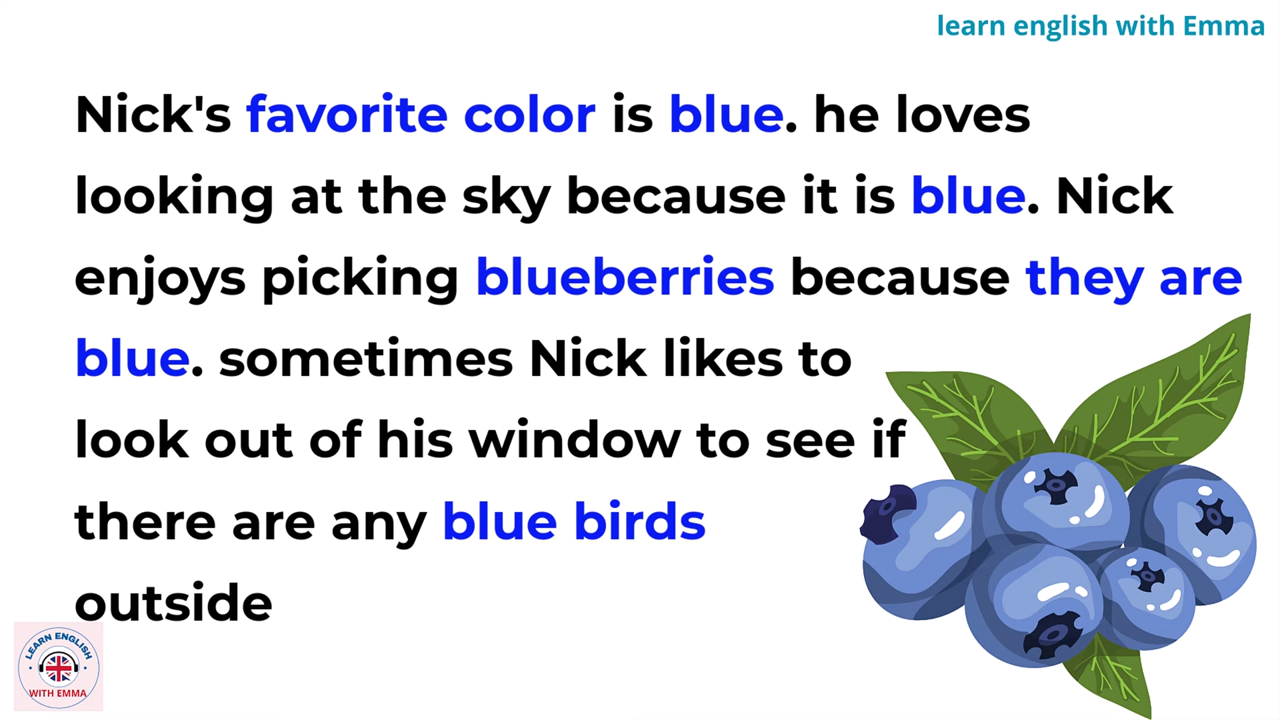 learn english with Emma
Nick's favorite color is blue. he loves
looking at the sky because it is blue. Nick
enjoys picking blueberries because they are
blue. sometimes Nick likes to
look out of his window to see if
there are any blue birds
outside
LEARN ENGLISH
WITH EMMA